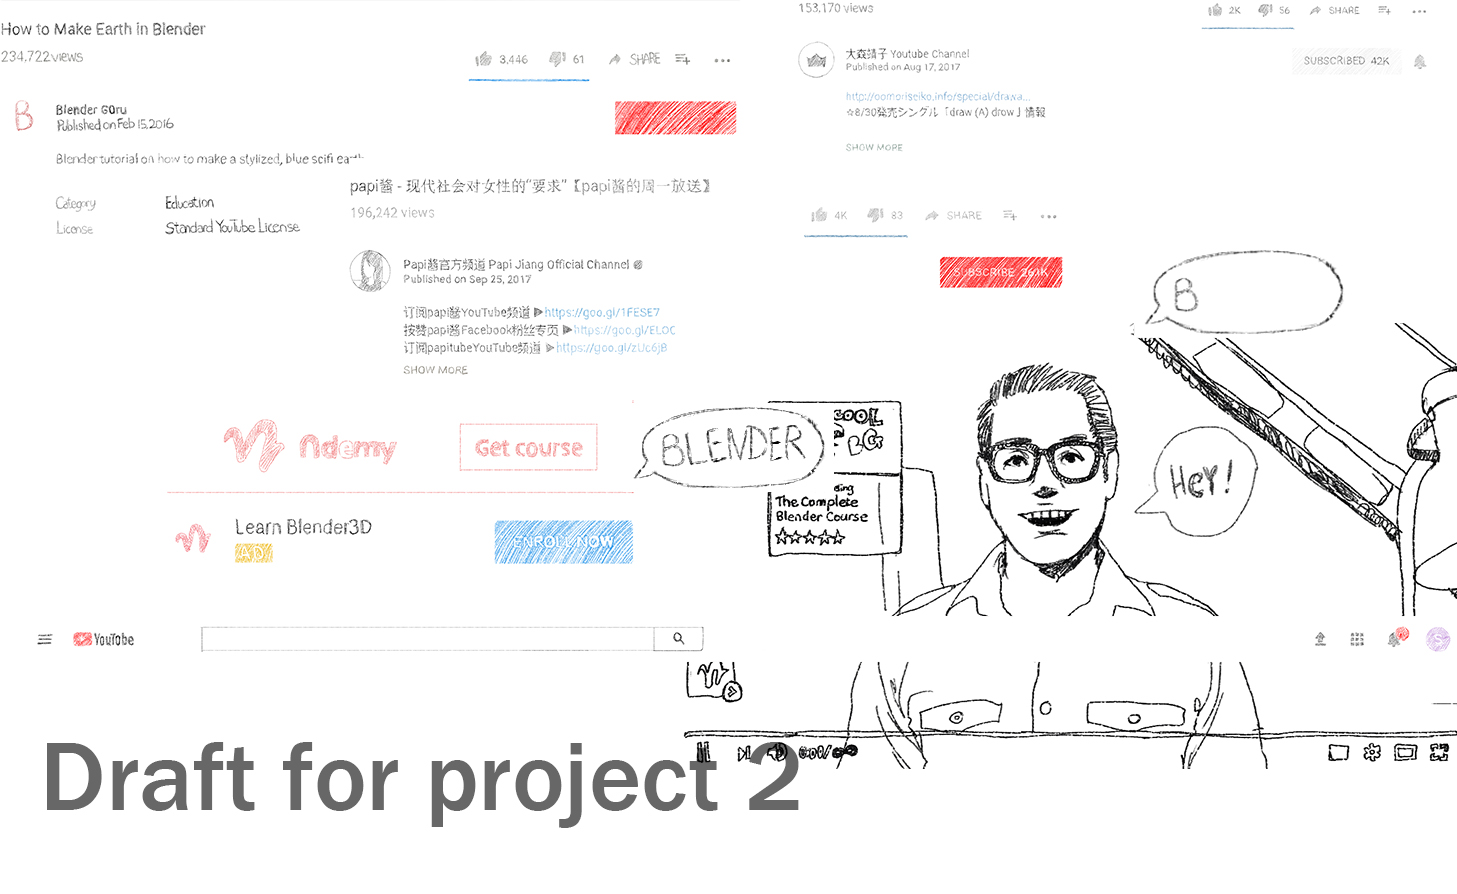 How to Make Earth in Blender
234,722 views
3,446 61 SHARE
B
Blender GOru
Published on Feb 15, 2016
Blender tutorial on how to make a stylized, blue scifi
Category Education
License Standard YouTube License
papi酱 - 现代社会对女性的“要求”【papi酱的周一放送】
196,242 views
Papi酱官方频道 Papi Jiang Official Channel
Published on Sep 25, 2017
订阅papi酱YouTube频道 ▶https://goo.gl/1FESE7
按赞papi酱Facebook粉丝专页 ▶https://goo.gl/ELOC
订阅papitubeYouTube频道 ▶https://goo.gl/zUc6jB
SHOW MORE
153,170 views
2K 56 SHARE
大森靖子 Youtube Channel
Published on Aug 17, 2017
SUBSCRIBED 42K
http://oomoriseiko.info/special/drawa...
☆8/30発売シングル「draw (A) drow」情報
SHOW MORE
4K 83 SHARE
SUBSCRIBE 261K
B
BLENDER
HeY!
COOL
The Complete
Blender Course
ndemy
Get course
Learn Blender3D
AD
ENROLL NOW
YouTube
S
Draft for project 2